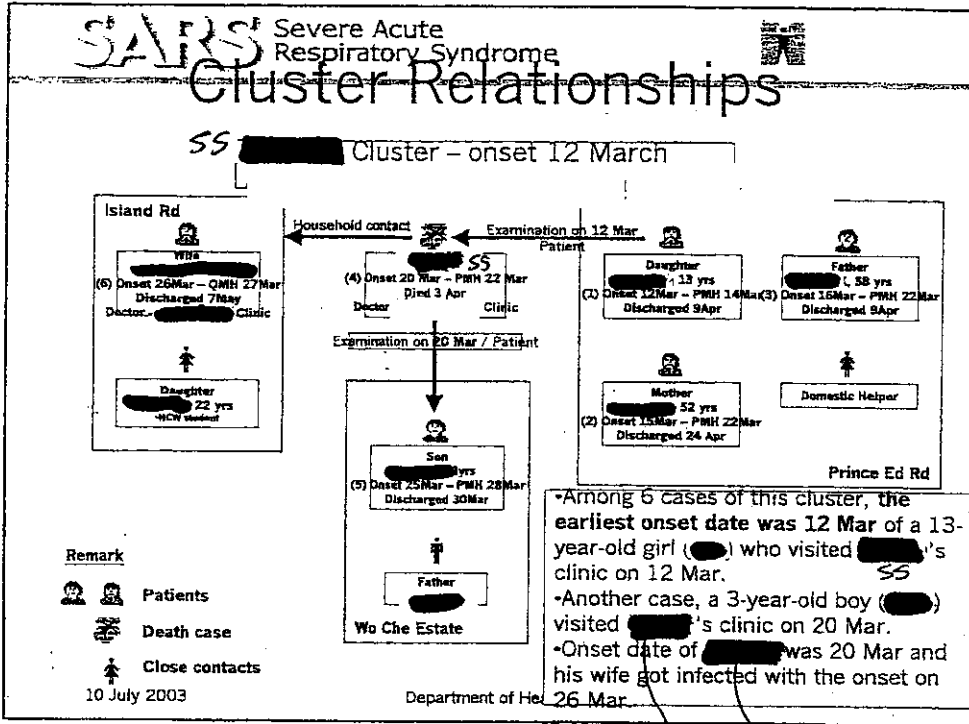 SARS Severe Acute
Respiratory Syndrome
Cluster Relationships
SS Cluster – onset 12 March
Island Rd
Wife
(6) Onset 26Mar – QMH 27Mar
Discharged 7May
Doctor- Clinic
Daughter
22 yrs
HCW student
Household contact
SS
(4) Onset 20 Mar – PMH 22 Mar
Died 3 Apr
Doctor Clinic
Examination on 12 Mar
Patient
Examination on 20 Mar / Patient
Son
yrs
(5) Onset 25Mar – PMH 28Mar
Discharged 30Mar
Father
Wo Che Estate
Daughter
, 13 yrs
(1) Onset 12Mar – PMH 14Mar
Discharged 9Apr
Father
, 58 yrs
(3) Onset 16Mar – PMH 22Mar
Discharged 9Apr
Mother
52 yrs
(2) Onset 15Mar – PMH 22Mar
Discharged 24 Apr
Domestic Helper
Prince Ed Rd
•Among 6 cases of this cluster, the
earliest onset date was 12 Mar of a 13-
year-old girl ( ) who visited 's
clinic on 12 Mar. SS
•Another case, a 3-year-old boy ( )
visited 's clinic on 20 Mar.
•Onset date of was 20 Mar and
his wife got infected with the onset on
26 Mar.
Remark
Patients
Death case
Close contacts
10 July 2003
Department of He